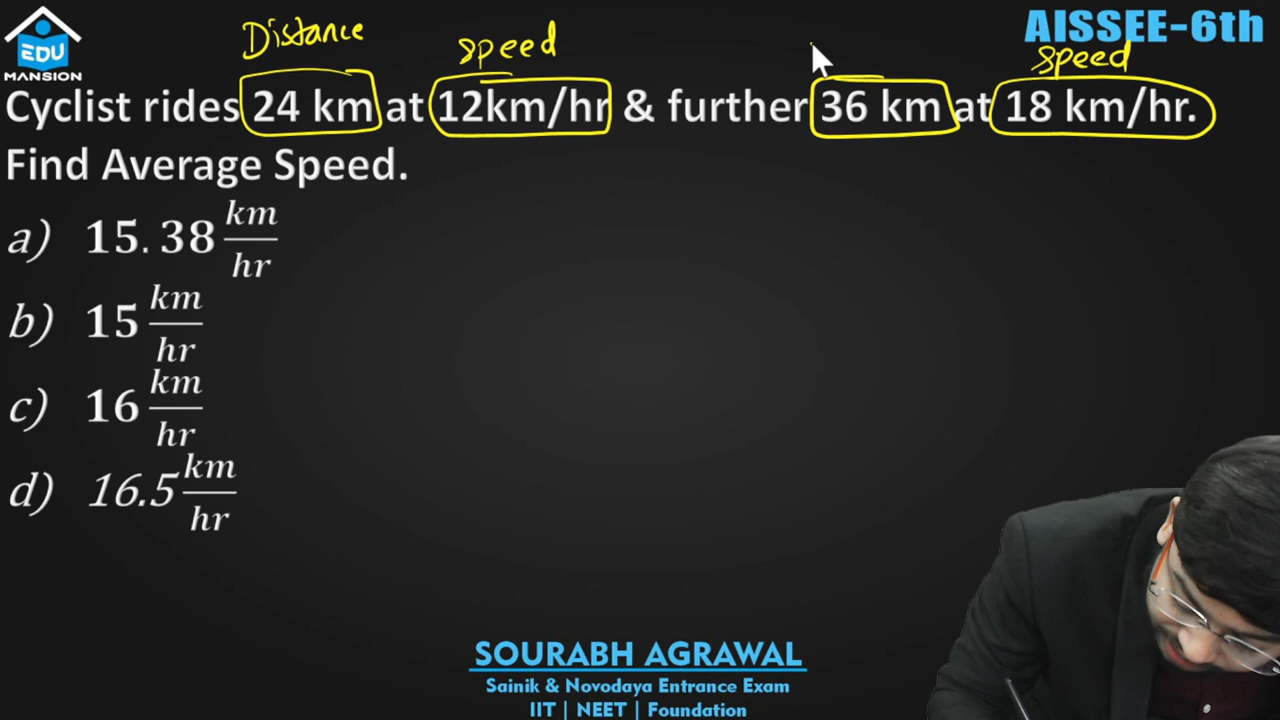 EDU
MANSION
AISSEE-6th
Distance
speed
speed
Cyclist rides 24 km at 12km/hr & further 36 km at 18 km/hr.
Find Average Speed.
a) 15.38 km/hr
b) 15 km/hr
c) 16 km/hr
d) 16.5 km/hr
SOURABH AGRAWAL
Sainik & Novodaya Entrance Exam
IIT | NEET | Foundation